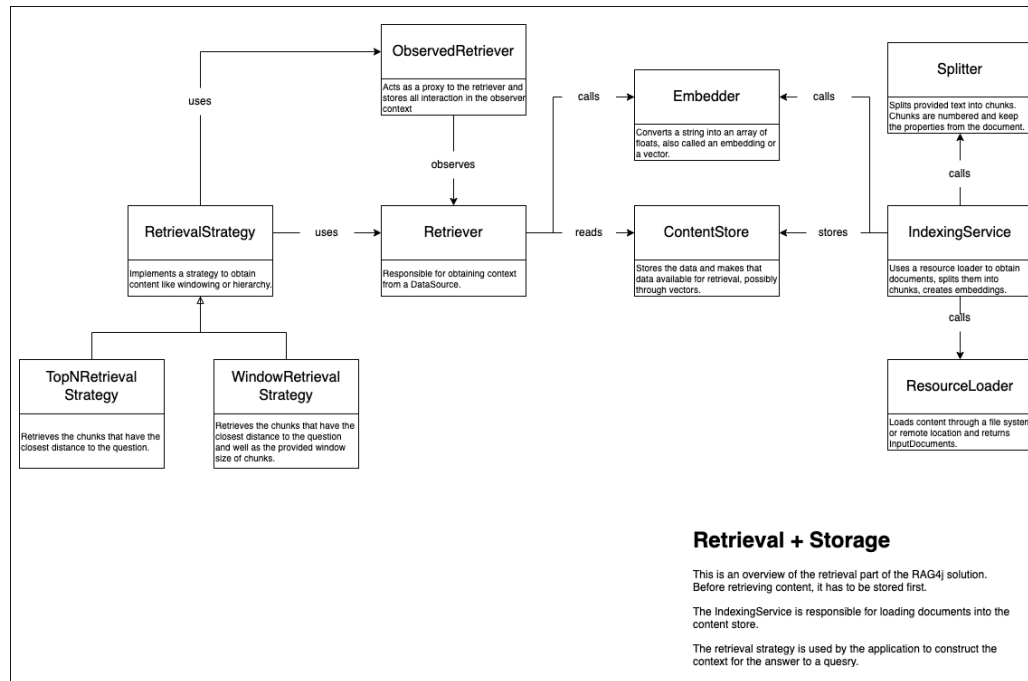 ObservedRetriever
Acts as a proxy to the retriever and
stores all interaction in the observer
context
Splitter
Splits provided text into chunks.
Chunks are numbered and keep
the properties from the document.
Embedder
Converts a string into an array of
floats, also called an embedding or
a vector.
uses
calls
calls
observes
calls
RetrievalStrategy
Implements a strategy to obtain
content like windowing or hierarchy.
uses
Retriever
Responsible for obtaining context
from a DataSource.
reads
ContentStore
Stores the data and makes that
data available for retrieval, possibly
through vectors.
stores
IndexingService
Uses a resource loader to obtain
documents, splits them into
chunks, creates embeddings.
calls
TopNRetrieval
Strategy
Retrieves the chunks that have the
closest distance to the question.
WindowRetrieval
Strategy
Retrieves the chunks that have the
closest distance to the question
and well as the provided window
size of chunks.
ResourceLoader
Loads content through a file system
or remote location and returns
InputDocuments.
Retrieval + Storage
This is an overview of the retrieval part of the RAG4j solution.
Before retrieving content, it has to be stored first.
The IndexingService is responsible for loading documents into the
content store.
The retrieval strategy is used by the application to construct the
context for the answer to a quesry.